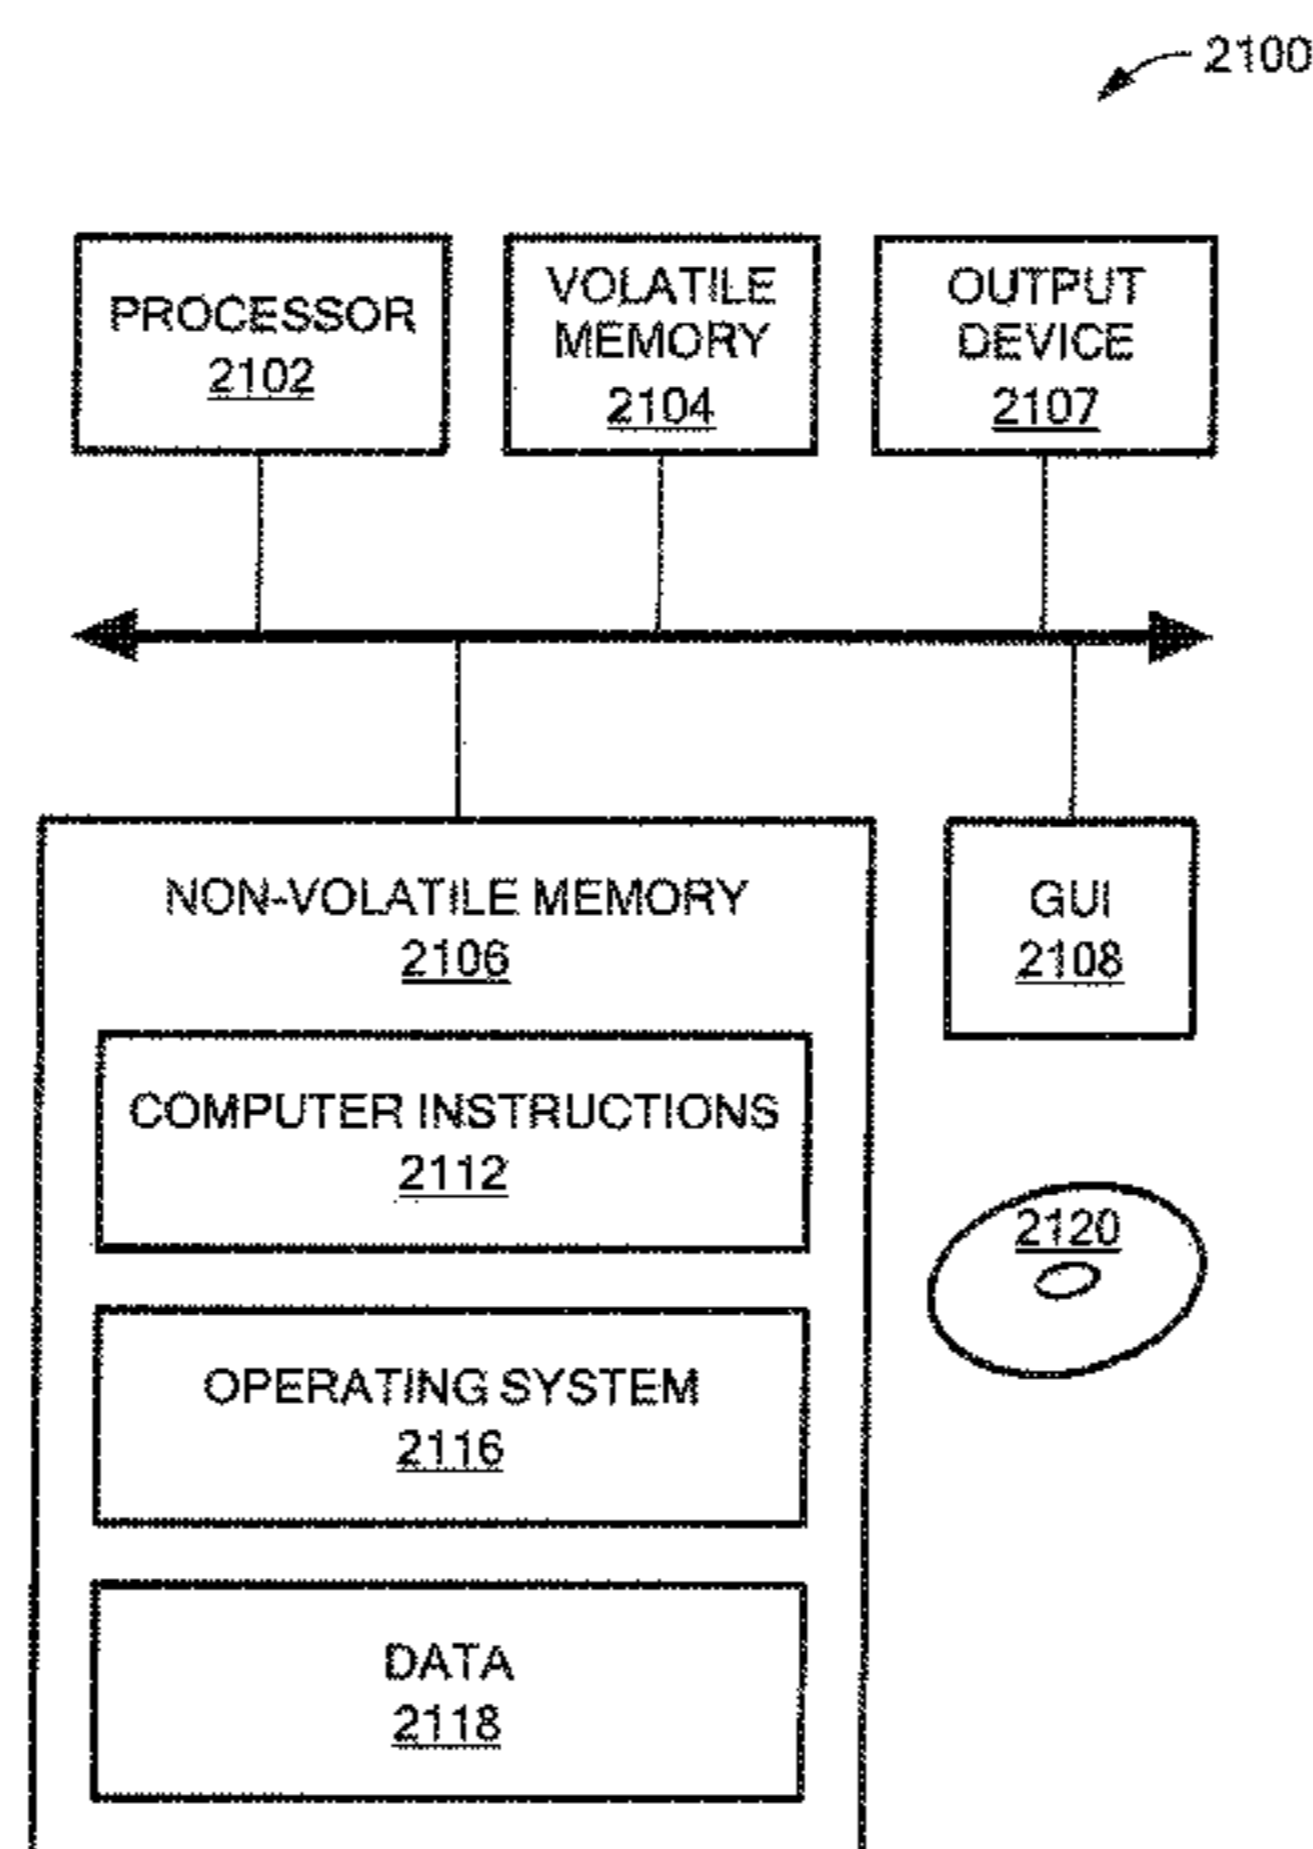 2100
PROCESSOR
2102
VOLATILE
MEMORY
2104
OUTPUT
DEVICE
2107
NON-VOLATILE MEMORY
2106
GUI
2108
COMPUTER INSTRUCTIONS
2112
2120
OPERATING SYSTEM
2116
DATA
2118